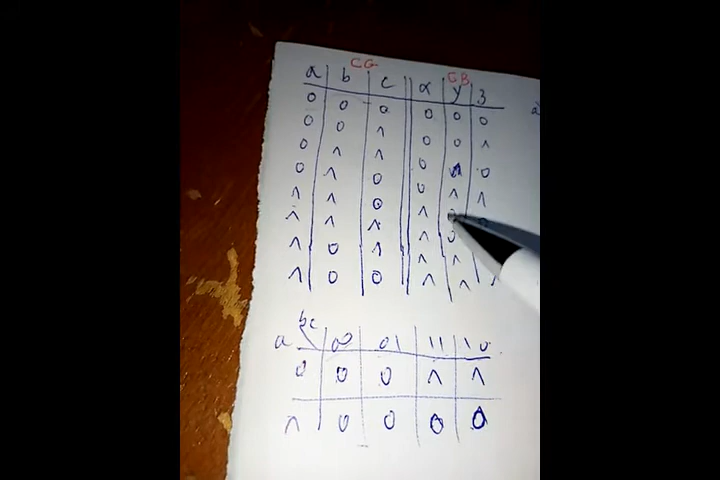 CG CB
a b c x y z
0 0 0 0 0 0
0 0 1 0 0 1
0 1 1 0 1 0
0 1 0 0 1 1
1 1 0 1
1 1 1 1 0
1 0 1 1 1
1 0 0 1 1 1
bc
a 00 01 11 10
0 0 0 1 1
1 0 0 0 0